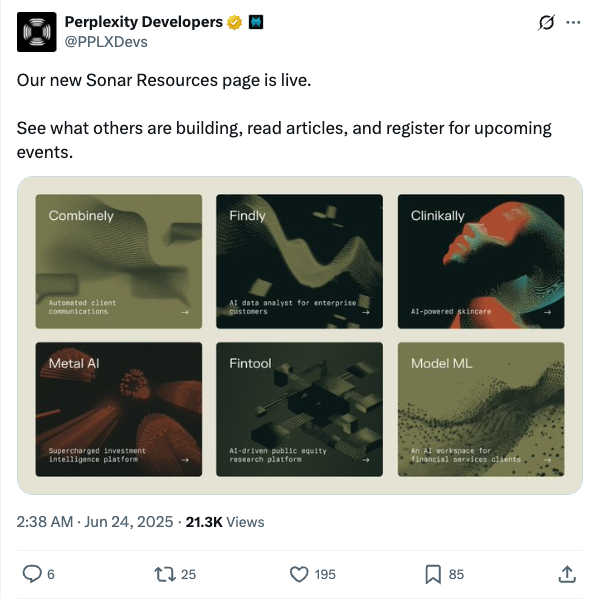 Perplexity Developers
@PPLXDevs
Our new Sonar Resources page is live.
See what others are building, read articles, and register for upcoming
events.
Combinely
Automated client
communications
Findly
AI data analyst for enterprise
customers
Clinikally
AI-powered skincare
Metal AI
Supercharged investment
intelligence platform
Fintool
AI-driven public equity
research platform
Model ML
An AI workspace for
financial services clients
2:38 AM · Jun 24, 2025 · 21.3K Views
6 25 195 85